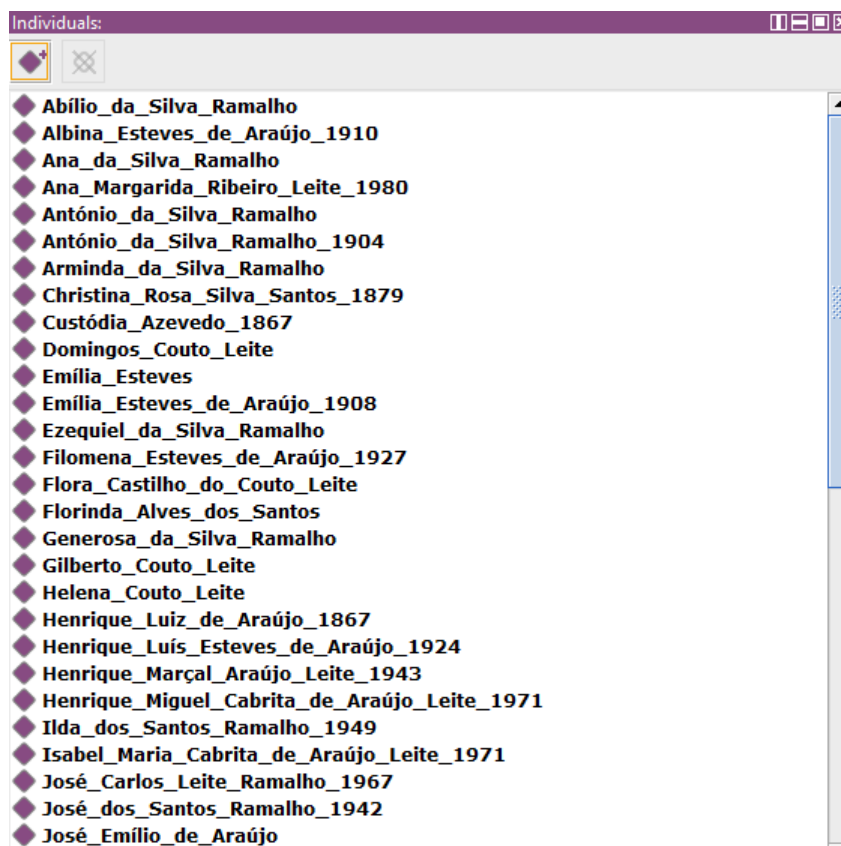 Individuals:
Abílio_da_Silva_Ramalho
Albina_Esteves_de_Araújo_1910
Ana_da_Silva_Ramalho
Ana_Margarida_Ribeiro_Leite_1980
António_da_Silva_Ramalho
António_da_Silva_Ramalho_1904
Arminda_da_Silva_Ramalho
Christina_Rosa_Silva_Santos_1879
Custódia_Azevedo_1867
Domingos_Couto_Leite
Emília_Esteves
Emília_Esteves_de_Araújo_1908
Ezequiel_da_Silva_Ramalho
Filomena_Esteves_de_Araújo_1927
Flora_Castilho_do_Couto_Leite
Florinda_Alves_dos_Santos
Generosa_da_Silva_Ramalho
Gilberto_Couto_Leite
Helena_Couto_Leite
Henrique_Luiz_de_Araújo_1867
Henrique_Luís_Esteves_de_Araújo_1924
Henrique_Marçal_Araújo_Leite_1943
Henrique_Miguel_Cabrita_de_Araújo_Leite_1971
Ilda_dos_Santos_Ramalho_1949
Isabel_Maria_Cabrita_de_Araújo_Leite_1971
José_Carlos_Leite_Ramalho_1967
José_dos_Santos_Ramalho_1942
José_Emílio_de_Araújo